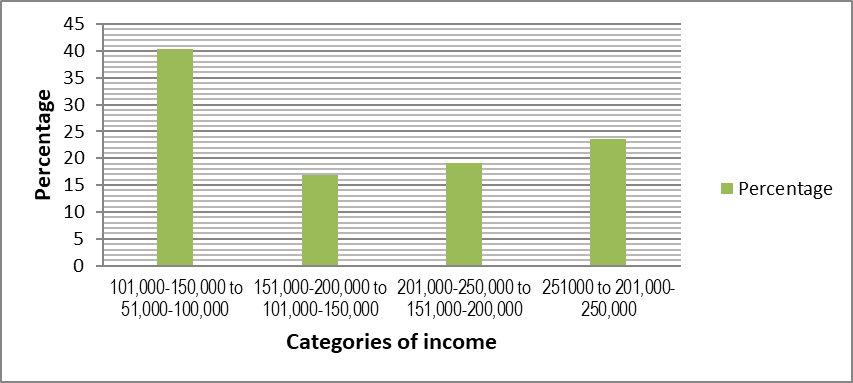 45
40
35
30
25
20
15
10
5
0
Percentage
101,000-150,000 to
51,000-100,000
151,000-200,000 to
101,000-150,000
201,000-250,000 to
151,000-200,000
251000 to 201,000-
250,000
Categories of income
Percentage